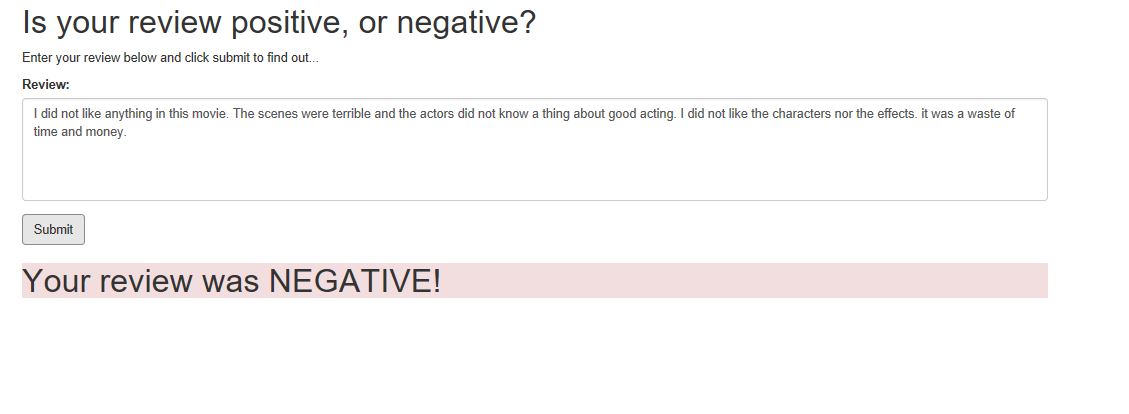 Is your review positive, or negative?
Enter your review below and click submit to find out...
Review:
I did not like anything in this movie. The scenes were terrible and the actors did not know a thing about good acting. I did not like the characters nor the effects. it was a waste of
time and money.
Submit
Your review was NEGATIVE!